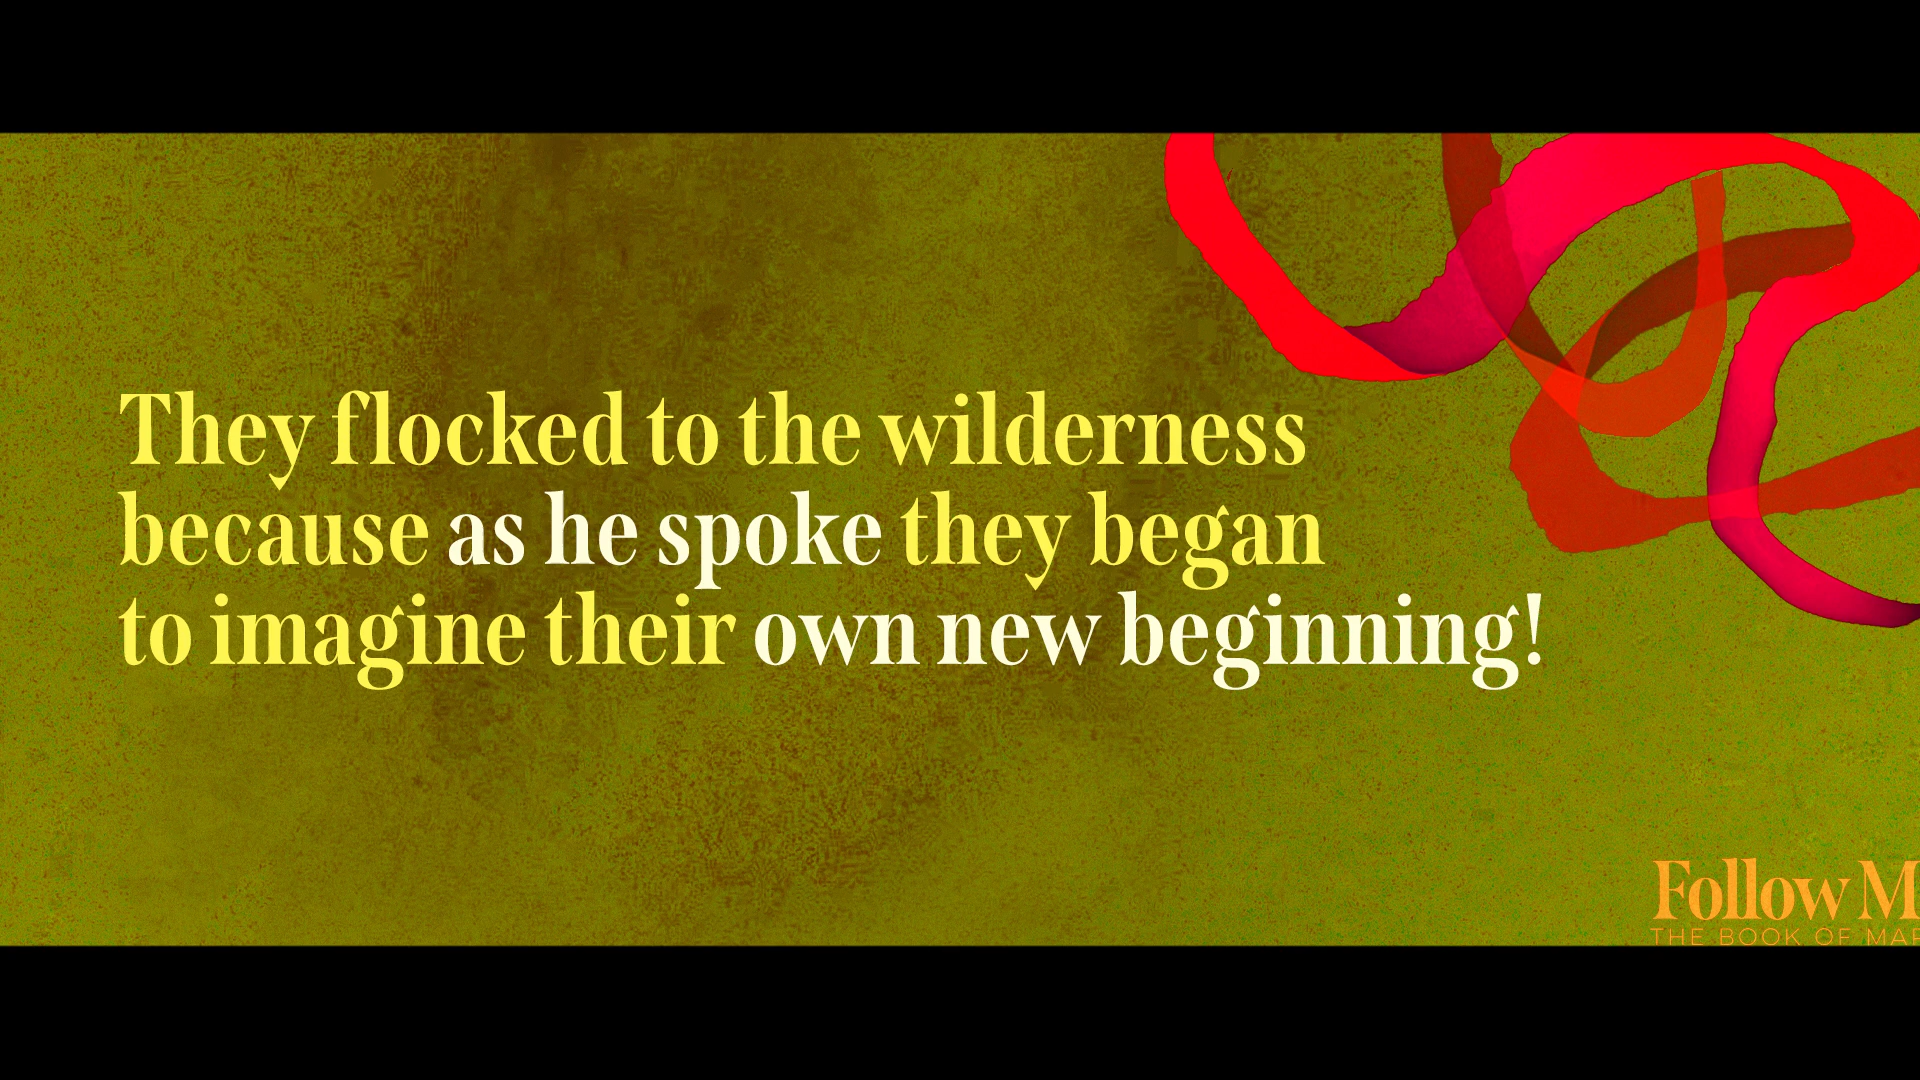 They flocked to the wilderness
because as he spoke they began
to imagine their own new beginning!
Follow M
THE BOOK OF MAR